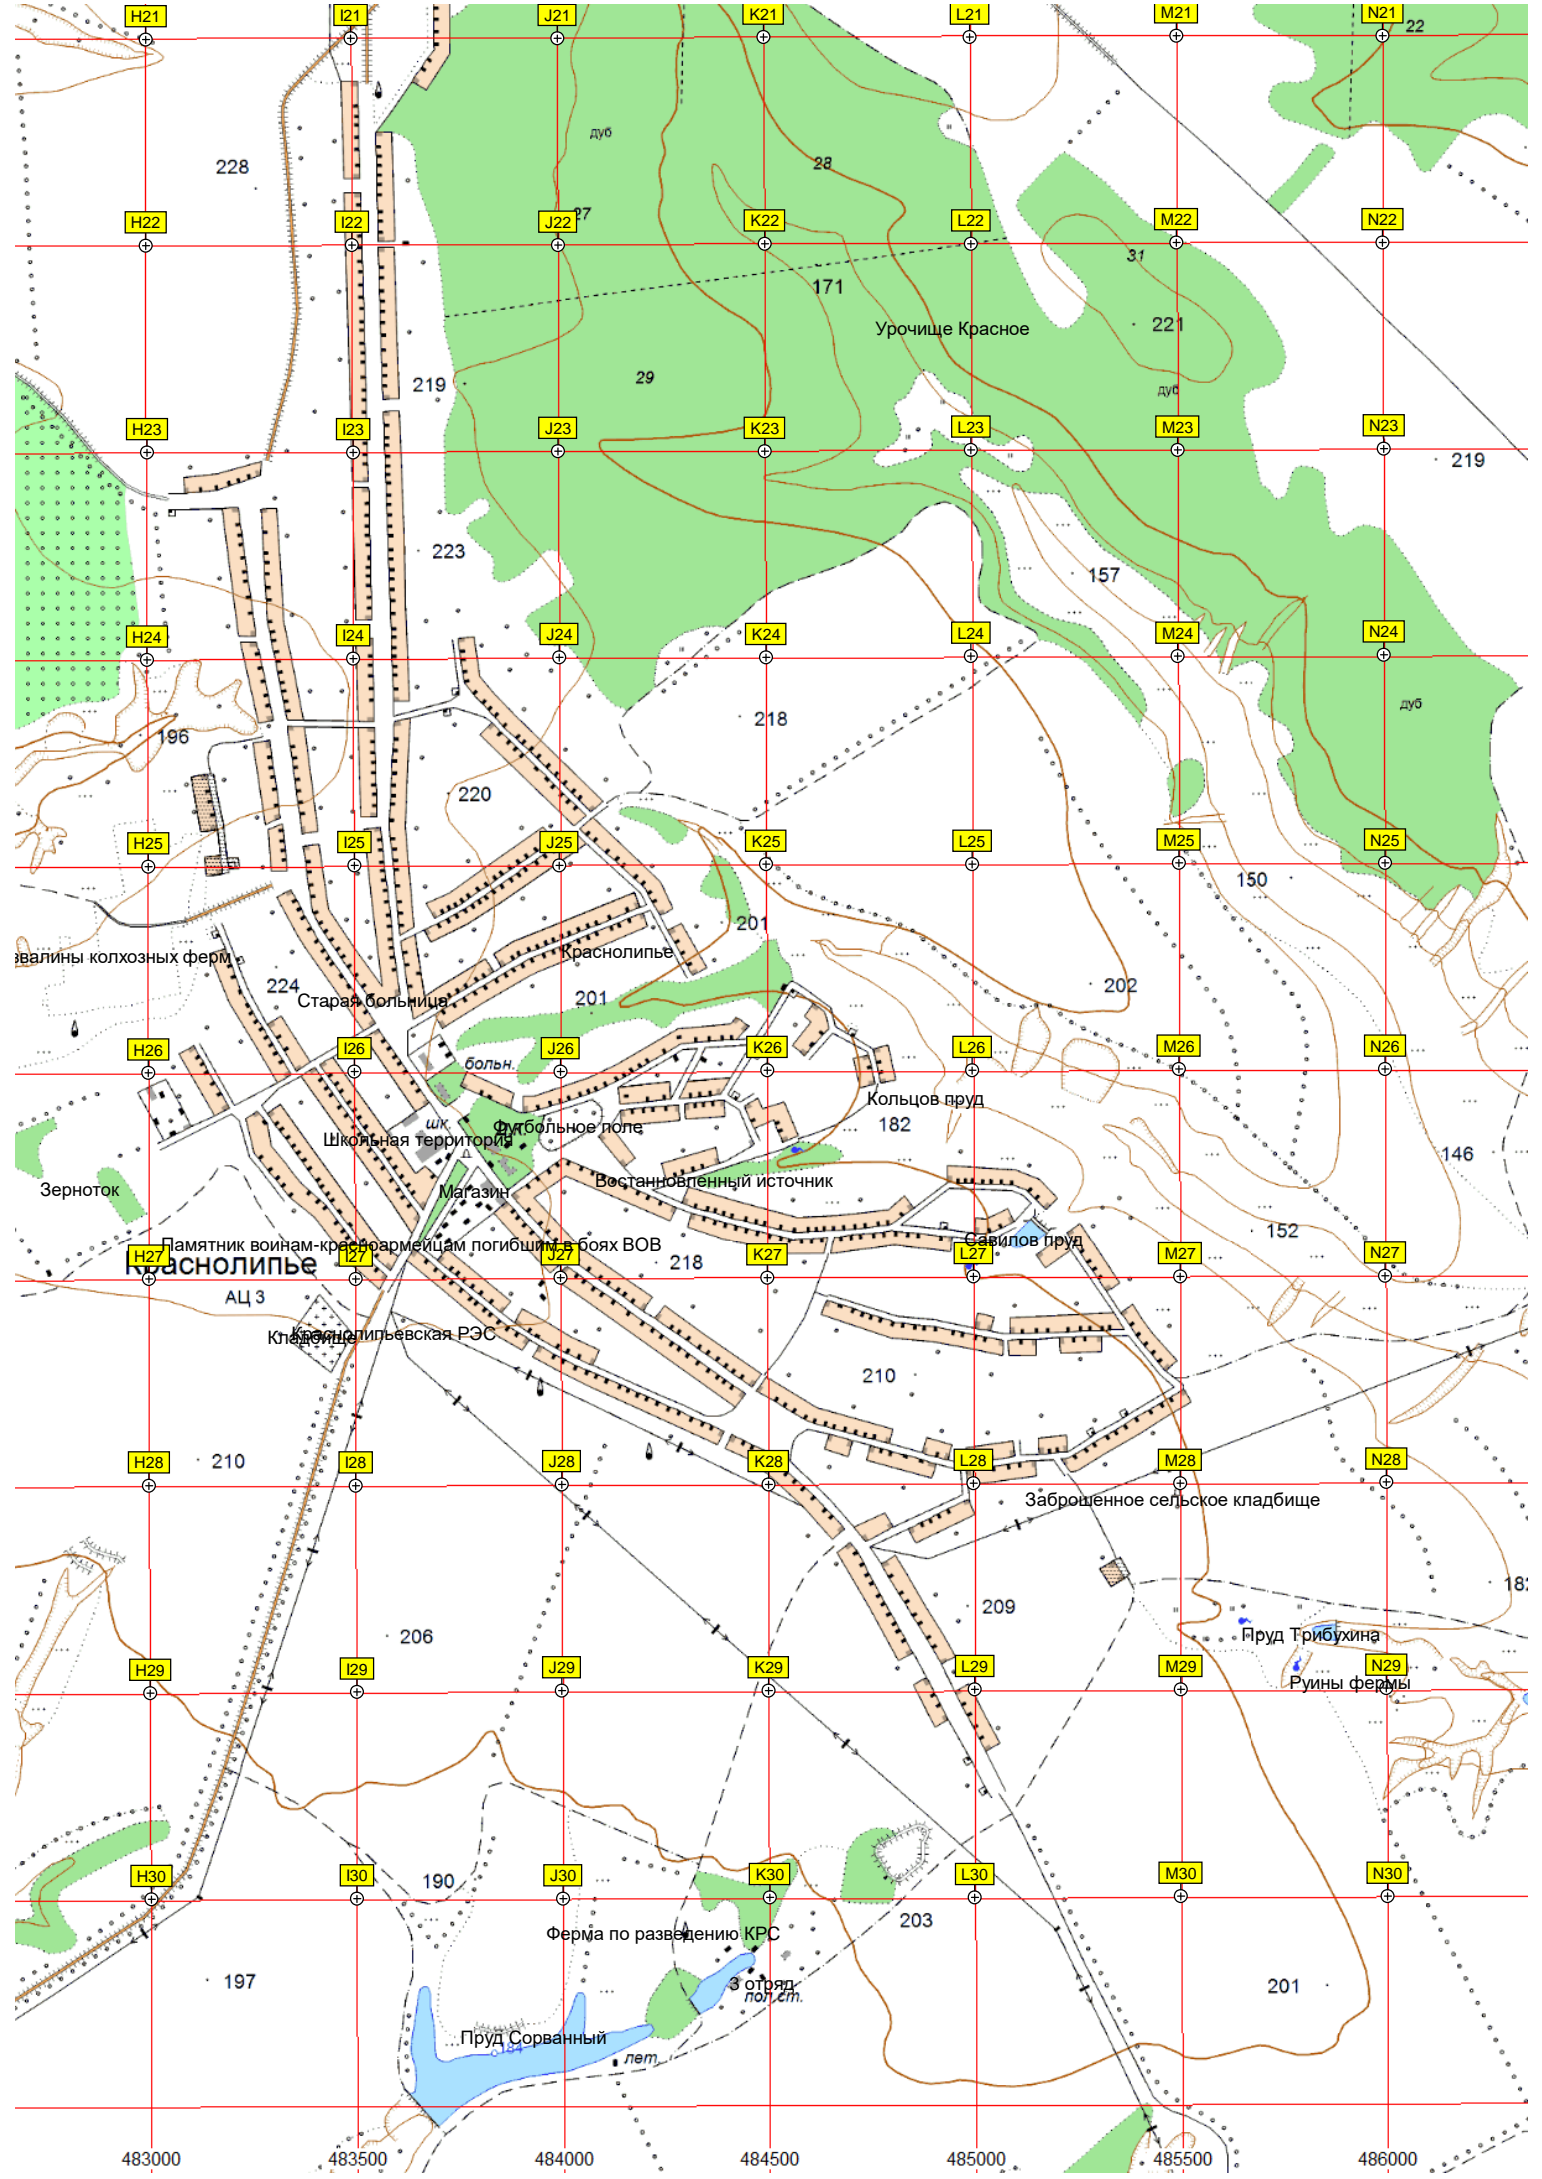 H21 I21 J21 K21 L21 M21 N21
22
дуб
228
28
27
H22 I22 J22 K22 L22 M22 N22
31
171
221
Урочище Красное
219
29
дуб
H23 I23 J23 K23 L23 M23 N23
219
223
157
H24 I24 J24 K24 L24 M24 N24
дуб
218
196
220
H25 I25 J25 K25 L25 M25 N25
150
201
Краснолипье
звалины колхозных ферм
224
202
Старая больница
201
H26 I26 J26 K26 L26 M26 N26
больн.
Кольцов пруд
182
шк.
Футбольное поле
Школьная территория
146
Востанновленный источник
Зерноток
Магазин
152
Савилов пруд
Памятник воинам-красноармейцам погибшим в боях ВОВ
H27 I27 J27 K27 L27 M27 N27
Краснолипье
218
АЦ 3
Краснолипьевская РЭС
Кладбище
210
210
H28 I28 J28 K28 L28 M28 N28
Заброшенное сельское кладбище
182
209
206
Пруд Трибухина
H29 I29 J29 K29 L29 M29 N29
Руины фермы
190
H30 I30 J30 K30 L30 M30 N30
203
Ферма по разведению КРС
197
3 отряд
201
пол.ст.
Пруд Сорванный
184
лет.
483000 483500 484000 484500 485000 485500 486000